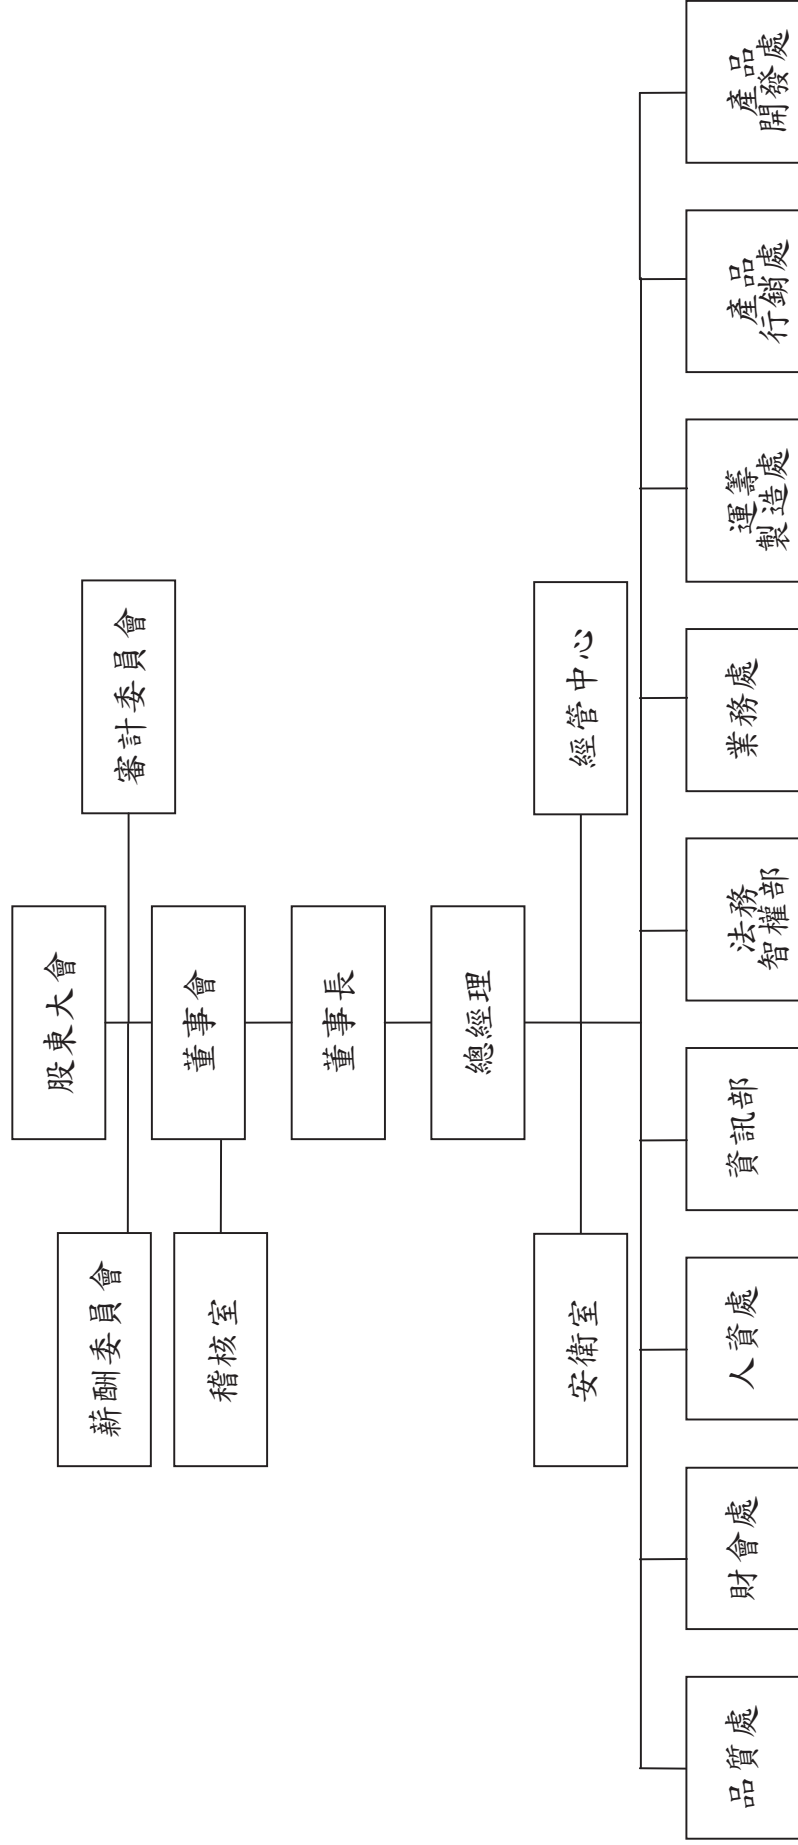 股東大會
薪酬委員會
審計委員會
董事會
稽核室
董事長
總經理
安衛室
經管中心
品質處
財會處
人資處
資訊部
法務
智權部
業務處
運籌
製造處
產品
行銷處
產品
開發處